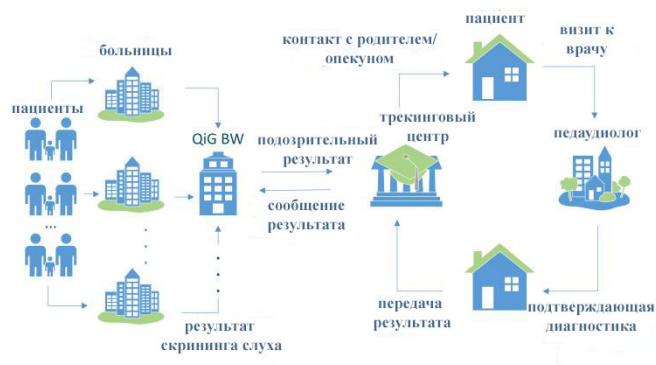 больницы
пациенты
...
QiG BW
результат
скрининга слуха
подозрительный
результат
сообщение
результата
контакт с родителем/
опекуном
трекинговый
центр
пациент
визит к
врачу
педаудиолог
подтверждающая
диагностика
передача
результата